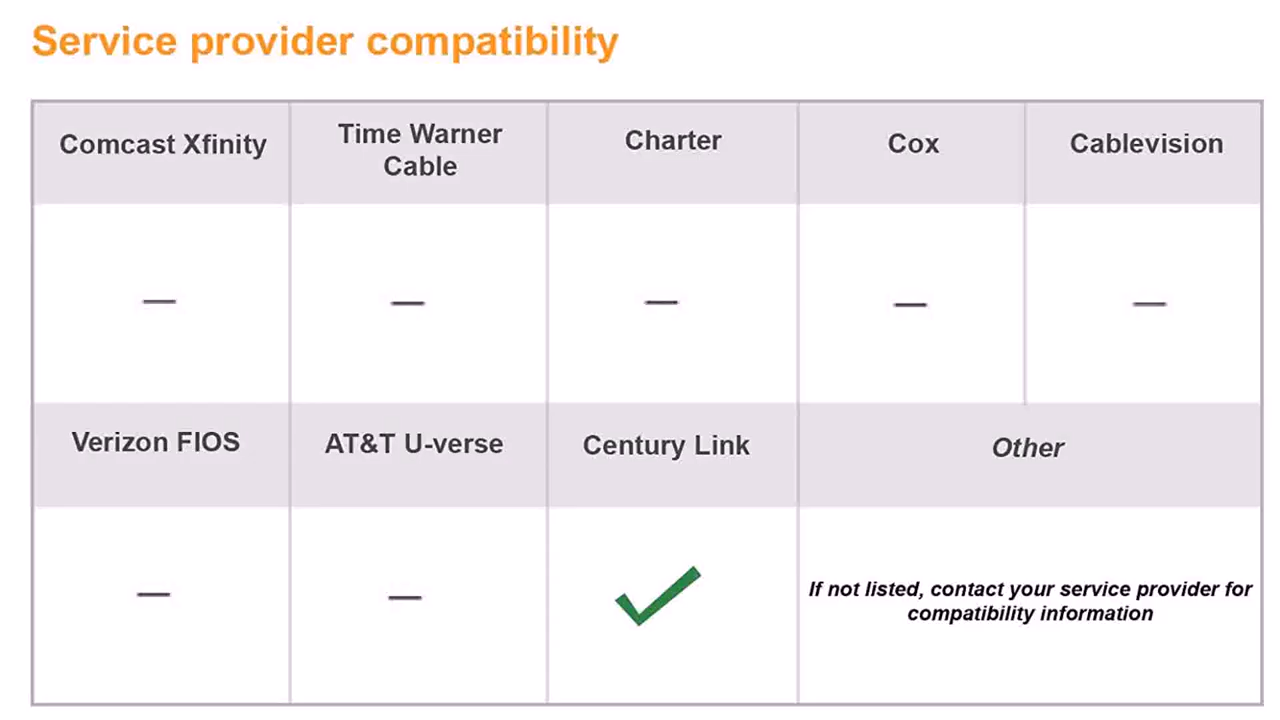 Service provider compatibility
Comcast Xfinity
Time Warner
Cable
Charter
Cox
Cablevision
—
—
—
—
—
Verizon FIOS
AT&T U-verse
Century Link
Other
—
—
✓
If not listed, contact your service provider for
compatibility information